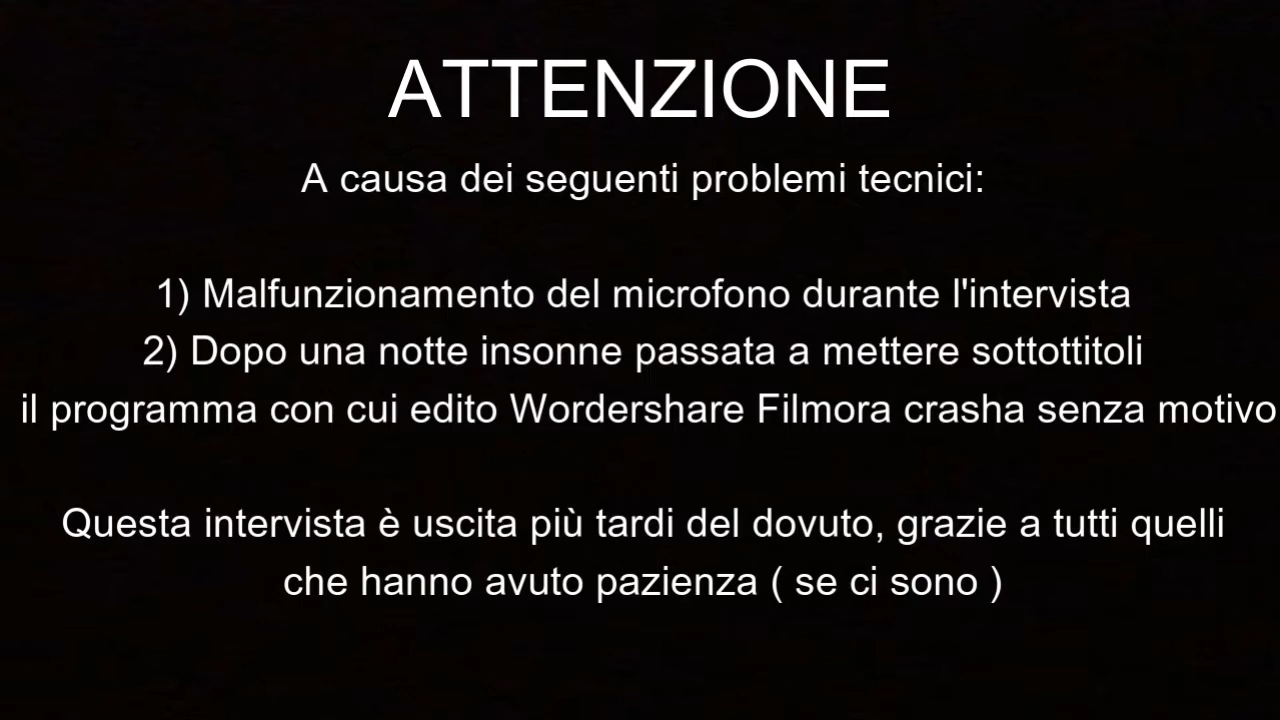 ATTENZIONE
A causa dei seguenti problemi tecnici:
1) Malfunzionamento del microfono durante l'intervista
2) Dopo una notte insonne passata a mettere sottottitoli
il programma con cui edito Wordershare Filmora crasha senza motivo
Questa intervista è uscita più tardi del dovuto, grazie a tutti quelli
che hanno avuto pazienza ( se ci sono )